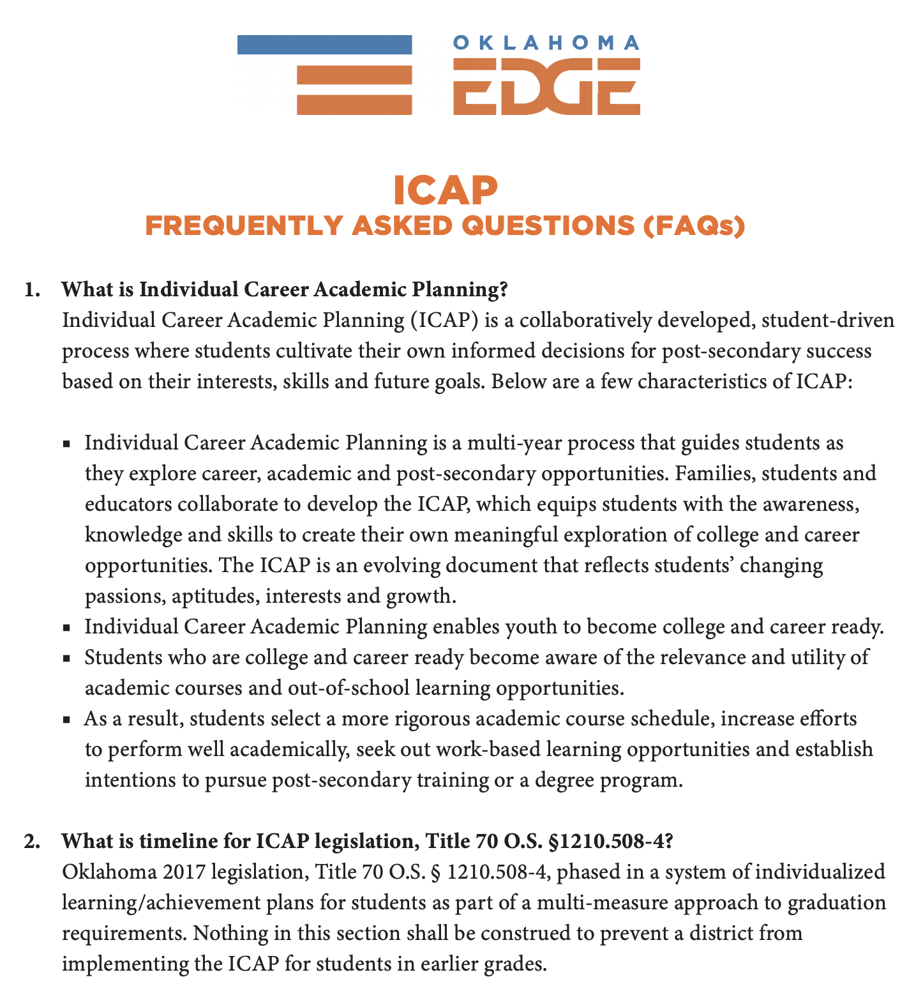 OKLAHOMA
EDGE
ICAP
FREQUENTLY ASKED QUESTIONS (FAQs)
1. What is Individual Career Academic Planning?
Individual Career Academic Planning (ICAP) is a collaboratively developed, student-driven
process where students cultivate their own informed decisions for post-secondary success
based on their interests, skills and future goals. Below are a few characteristics of ICAP:
▪ Individual Career Academic Planning is a multi-year process that guides students as
they explore career, academic and post-secondary opportunities. Families, students and
educators collaborate to develop the ICAP, which equips students with the awareness,
knowledge and skills to create their own meaningful exploration of college and career
opportunities. The ICAP is an evolving document that reflects students’ changing
passions, aptitudes, interests and growth.
▪ Individual Career Academic Planning enables youth to become college and career ready.
▪ Students who are college and career ready become aware of the relevance and utility of
academic courses and out-of-school learning opportunities.
▪ As a result, students select a more rigorous academic course schedule, increase efforts
to perform well academically, seek out work-based learning opportunities and establish
intentions to pursue post-secondary training or a degree program.
2. What is timeline for ICAP legislation, Title 70 O.S. §1210.508-4?
Oklahoma 2017 legislation, Title 70 O.S. § 1210.508-4, phased in a system of individualized
learning/achievement plans for students as part of a multi-measure approach to graduation
requirements. Nothing in this section shall be construed to prevent a district from
implementing the ICAP for students in earlier grades.